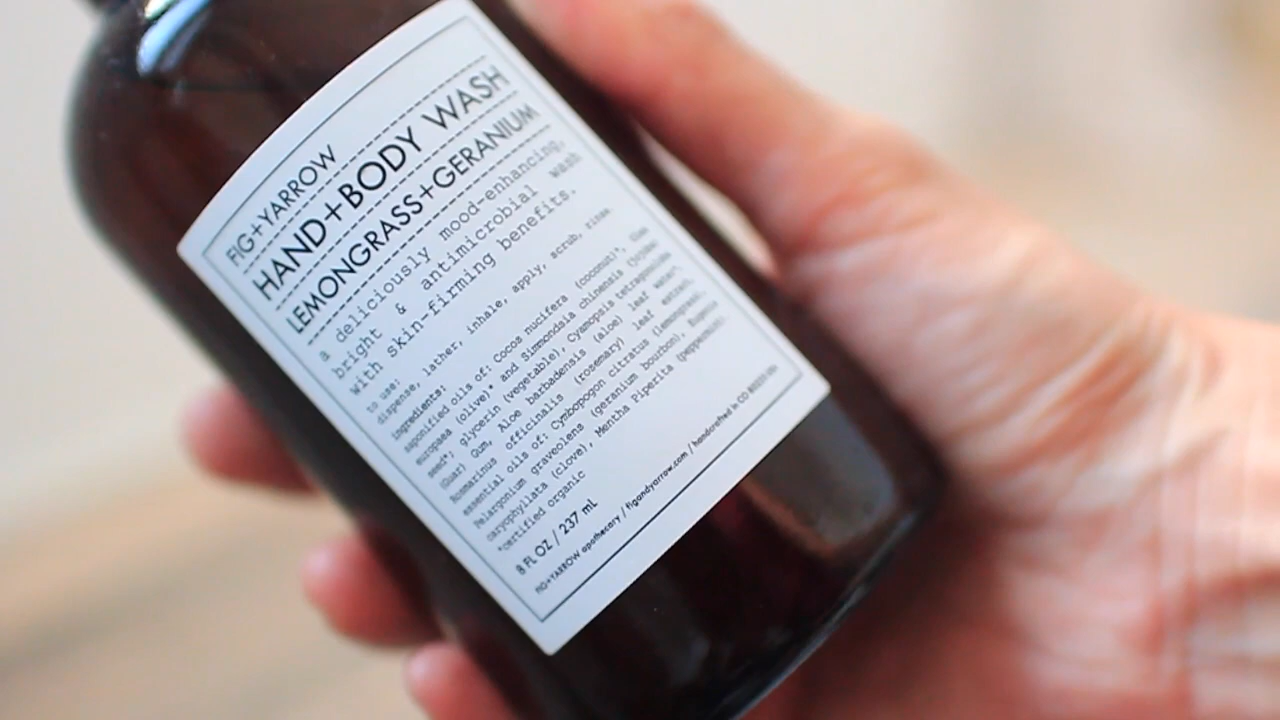 FIG+YARROW
HAND+BODY WASH
LEMONGRASS+GERANIUM
a deliciously mood-enhancing,
bright & antimicrobial wash
with skin-firming benefits.
to use:
dispense, lather, inhale, apply, scrub, rinse.
ingredients:
saponified oils of: Cocos nucifera (coconut)*, Olea
europaea (olive)* and Simmondsia chinensis (jojoba
seed*, glycerin (vegetable), Cyamopsis tetragonoloba
(Guar) Gum, Aloe barbadensis (aloe) leaf water*,
Rosmarinus officinalis (rosemary) leaf extract,
essential oils of: Cymbopogon citratus (lemongrass),
Pelargonium graveolens (geranium bourbon), Eugenia
caryophyllata (clove), Mentha Piperita (peppermint).
*certified organic
8 FL OZ / 237 mL
FIG+YARROW apothecary / figandyarrow.com / handcrafted in CO